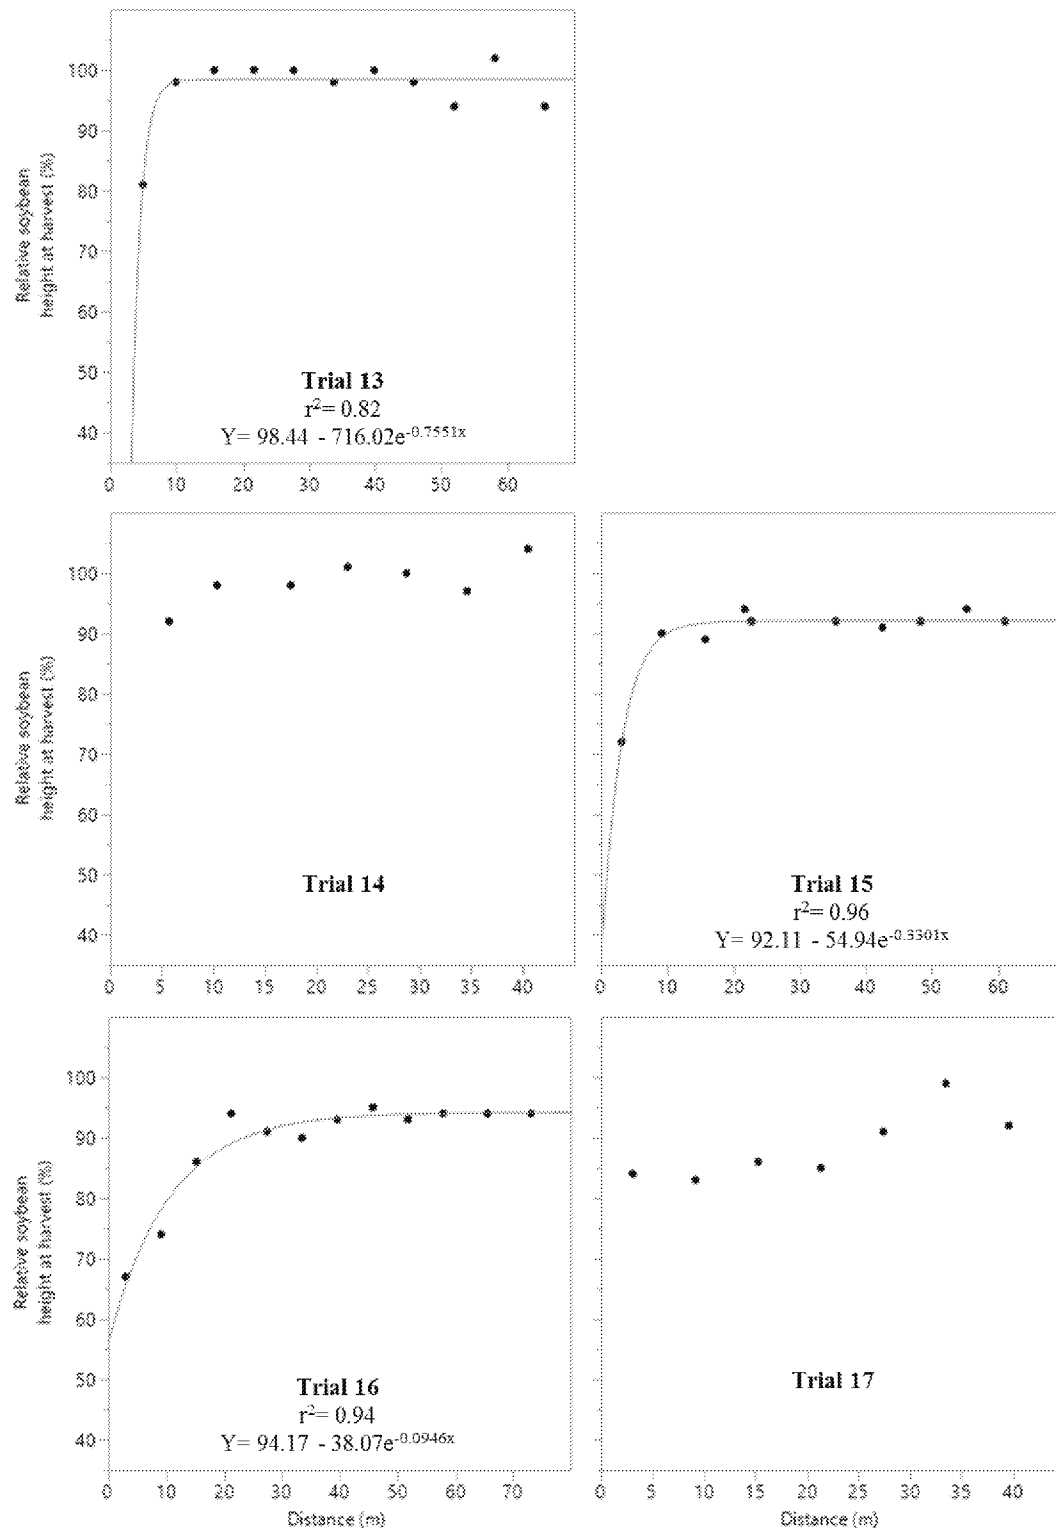 Relative soybean
height at harvest (%)
100
90
80
70
60
50
40
Trial 13
r²= 0.82
Y= 98.44 - 716.02e^-0.7551x
0 10 20 30 40 50 60
Relative soybean
height at harvest (%)
100
90
80
70
60
50
40
Trial 14
0 5 10 15 20 25 30 35 40
Trial 15
r²= 0.96
Y= 92.11 - 54.94e^-0.3301x
0 10 20 30 40 50 60
Relative soybean
height at harvest (%)
100
90
80
70
60
50
40
Trial 16
r²= 0.94
Y= 94.17 - 38.07e^-0.0946x
0 10 20 30 40 50 60 70
Distance (m)
Trial 17
0 5 10 15 20 25 30 35 40
Distance (m)